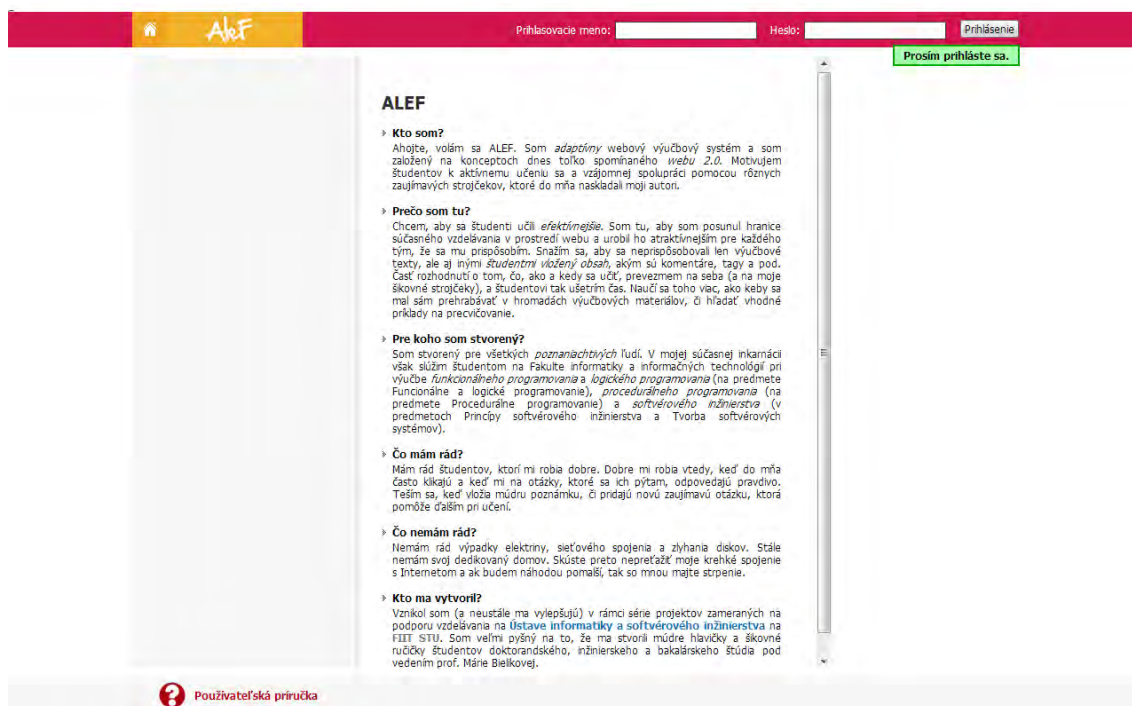 AleF
Prihlasovacie meno:
Heslo:
Prihlásenie
Prosím prihláste sa.
ALEF
Kto som?
Ahojte, volám sa ALEF. Som adaptívny webový výučbový systém a som
založený na konceptoch dnes toľko spomínaného webu 2.0. Motivujem
študentov k aktívnemu učeniu sa a vzájomnej spolupráci pomocou rôznych
zaujímavých strojčekov, ktoré do mňa naskladali moji autori.
Prečo som tu?
Chcem, aby sa študenti učili efektívnejšie. Som tu, aby som posunul hranice
súčasného vzdelávania v prostredí webu a urobil ho atraktívnejším pre každého
tým, že sa mu prispôsobím. Snažím sa, aby sa neprispôsobovali len výučbové
texty, ale aj inými študentmi vložený obsah, akým sú komentáre, tagy a pod.
Časť rozhodnutí o tom, čo, ako a kedy sa učiť, prevezmem na seba (a na moje
šikovné strojčeky), a študentovi tak ušetrím čas. Naučí sa toho viac, ako keby sa
mal sám prehrabávať v hromadách výučbových materiálov, či hľadať vhodné
príklady na precvičovanie.
Pre koho som stvorený?
Som stvorený pre všetkých poznaniachtivých ľudí. V mojej súčasnej inkarnácii
však slúžim študentom na Fakulte informatiky a informačných technológií pri
výučbe funkcionálneho programovania a logického programovania (na predmete
Funcionálne a logické programovanie), procedurálneho programovania (na
predmete Procedurálne programovanie) a softvérového inžinierstva (v
predmetoch Princípy softvérového inžinierstva a Tvorba softvérových
systémov).
Čo mám rád?
Mám rád študentov, ktorí mi robia dobre. Dobre mi robia vtedy, keď do mňa
často klikajú a keď mi na otázky, ktoré sa ich pýtam, odpovedajú pravdivo.
Teším sa, keď vložia múdru poznámku, či pridajú novú zaujímavú otázku, ktorá
pomôže ďalším pri učení.
Čo nemám rád?
Nemám rád výpadky elektriny, sieťového spojenia a zlyhania diskov. Stále
nemám svoj dedikovaný domov. Skúste preto nepreťažiť moje krehké spojenie
s Internetom a ak budem náhodou pomalší, tak so mnou majte strpenie.
Kto ma vytvoril?
Vznikol som (a neustále ma vylepšujú) v rámci série projektov zameraných na
podporu vzdelávania na Ústave informatiky a softvérového inžinierstva na
FIIT STU. Som veľmi pyšný na to, že ma stvorili múdre hlavičky a šikovné
ručičky študentov doktorandského, inžinierskeho a bakalárskeho štúdia pod
vedením prof. Márie Bielikovej.
Používateľská príručka